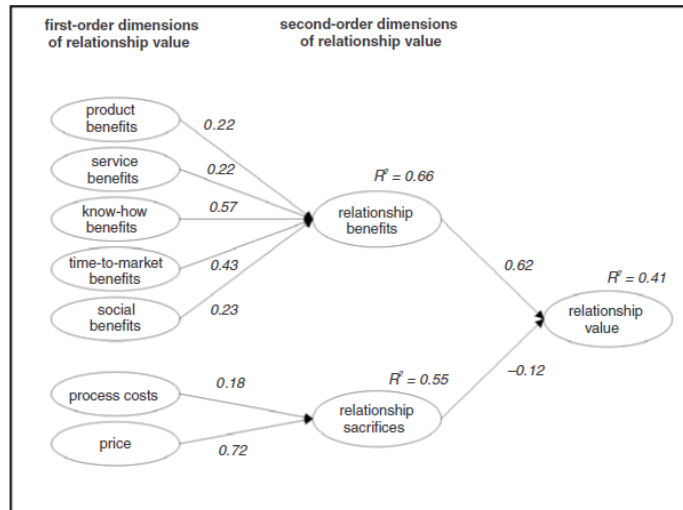 first-order dimensions
of relationship value
second-order dimensions
of relationship value
product
benefits
0.22
service
benefits
0.22
R² = 0.66
know-how
benefits
0.57
relationship
benefits
time-to-market
benefits
0.43
0.62
R² = 0.41
social
benefits
0.23
relationship
value
process costs
0.18
R² = 0.55
–0.12
relationship
sacrifices
price
0.72